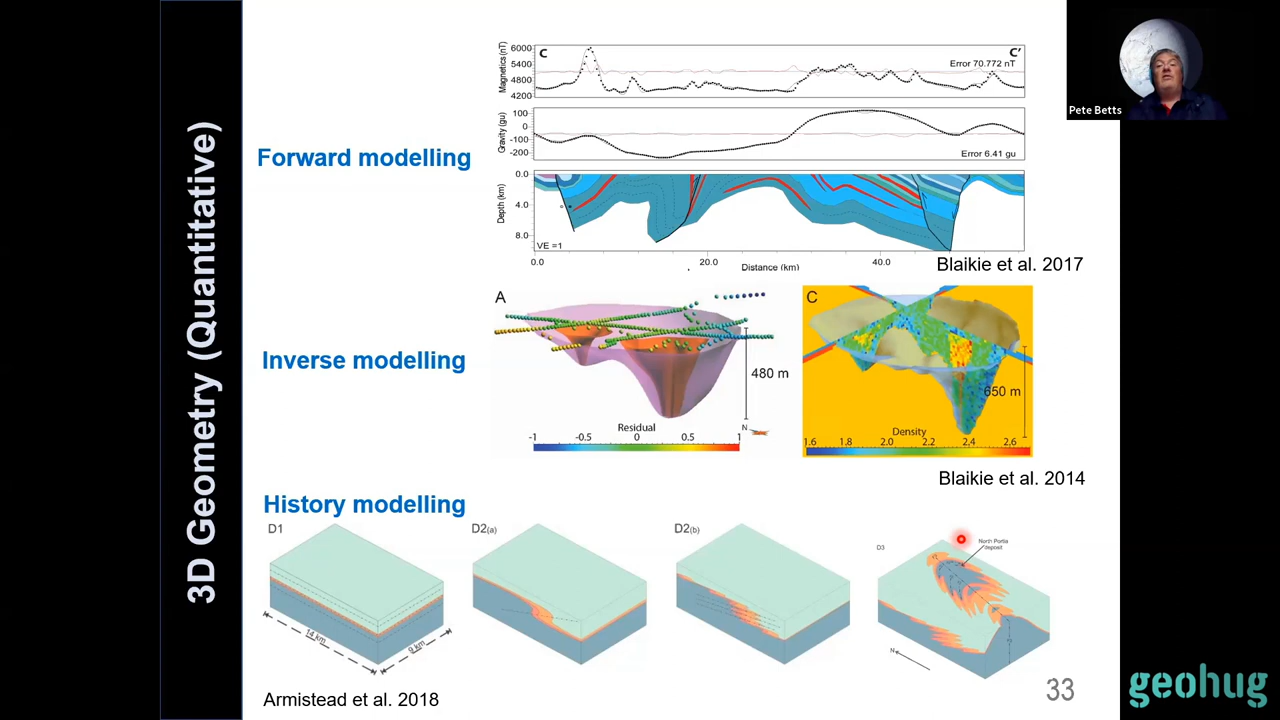 3D Geometry (Quantitative)
Forward modelling
C
C'
Magnetics (nT)
6000
5400
4800
4200
Error 70.772 nT
Gravity (gu)
100
0
-100
-200
Error 6.41 gu
Depth (km)
0.0
4.0
8.0
VE =1
0.0
20.0
Distance (km)
40.0
Blaikie et al. 2017
Inverse modelling
A
480 m
Residual
-1
-0.5
0
0.5
1
N
C
650 m
Density
1.6
1.8
2.0
2.2
2.4
2.6
Blaikie et al. 2014
History modelling
D1
14 km
9 km
D2(a)
D2(b)
D3
North Portia
deposit
N
Armistead et al. 2018
33
Pete Betts
geohug